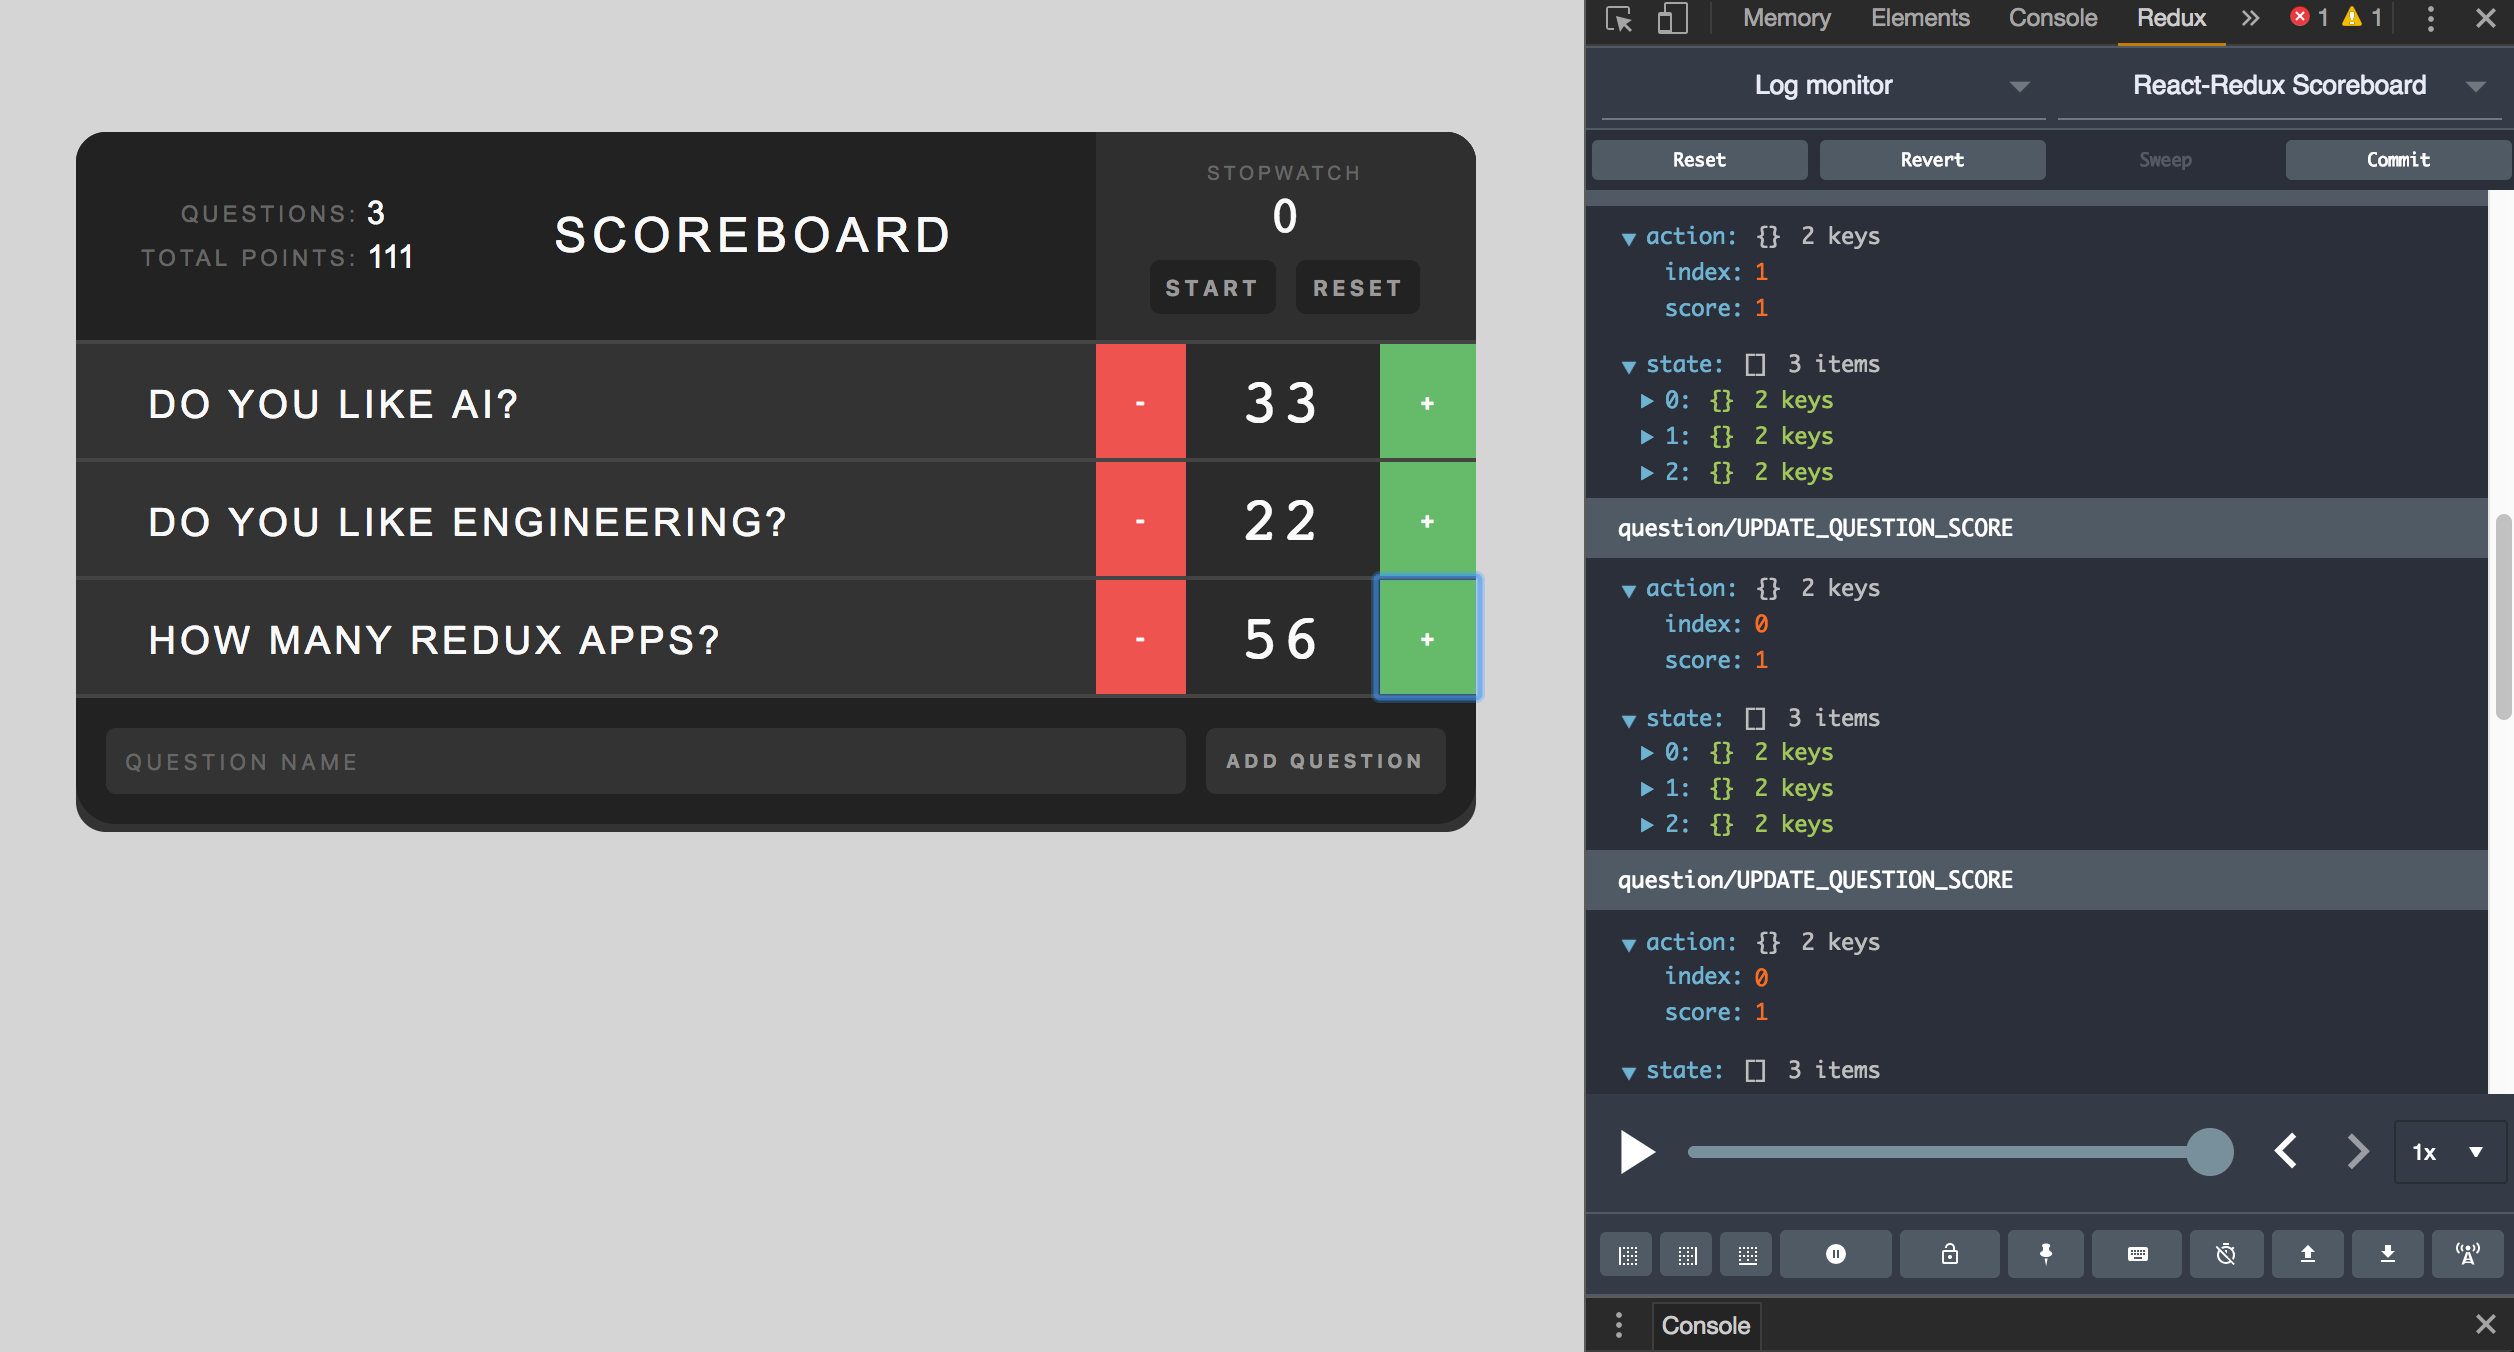 QUESTIONS: 3
TOTAL POINTS: 111
SCOREBOARD
STOPWATCH
0
START RESET
DO YOU LIKE AI? - 33 +
DO YOU LIKE ENGINEERING? - 22 +
HOW MANY REDUX APPS? - 56 +
QUESTION NAME ADD QUESTION
Memory Elements Console Redux » 1 1
Log monitor React-Redux Scoreboard
Reset Revert Sweep Commit
action: {} 2 keys
index: 1
score: 1
state: [] 3 items
0: {} 2 keys
1: {} 2 keys
2: {} 2 keys
question/UPDATE_QUESTION_SCORE
action: {} 2 keys
index: 0
score: 1
state: [] 3 items
0: {} 2 keys
1: {} 2 keys
2: {} 2 keys
question/UPDATE_QUESTION_SCORE
action: {} 2 keys
index: 0
score: 1
state: [] 3 items
1x
Console